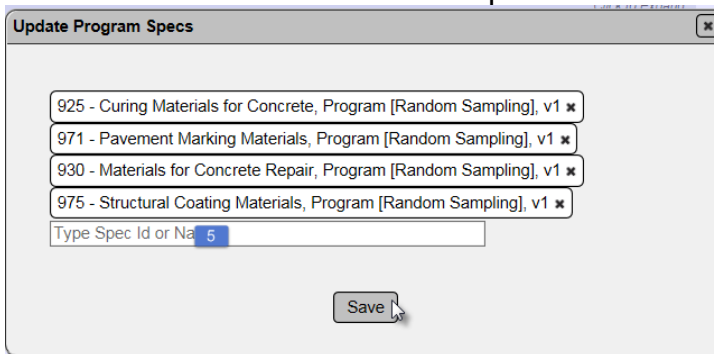 Update Program Specs
925 - Curing Materials for Concrete, Program [Random Sampling], v1 ×
971 - Pavement Marking Materials, Program [Random Sampling], v1 ×
930 - Materials for Concrete Repair, Program [Random Sampling], v1 ×
975 - Structural Coating Materials, Program [Random Sampling], v1 ×
Type Spec Id or Na 5
Save